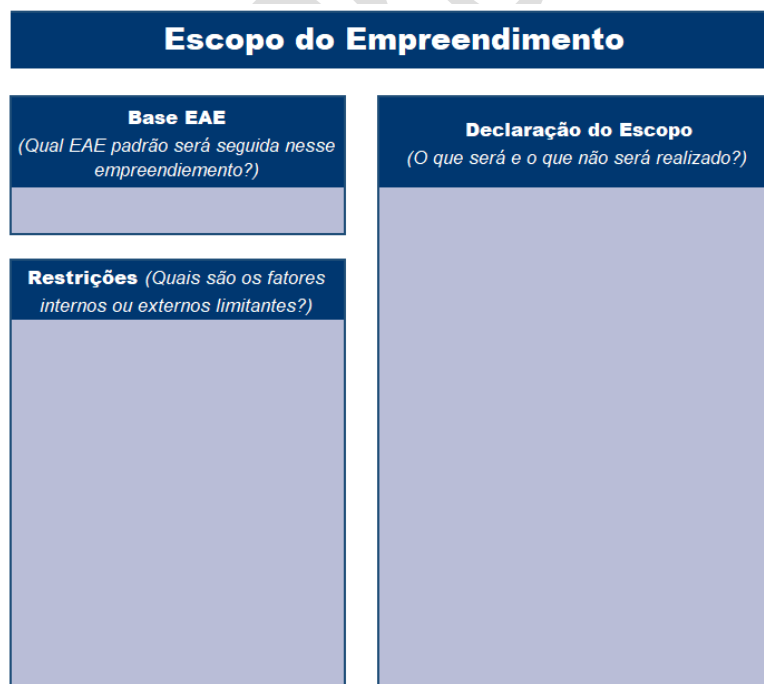 Escopo do Empreendimento
Base EAE
(Qual EAE padrão será seguida nesse
empreendiemento?)
Restrições (Quais são os fatores
internos ou externos limitantes?)
Declaração do Escopo
(O que será e o que não será realizado?)